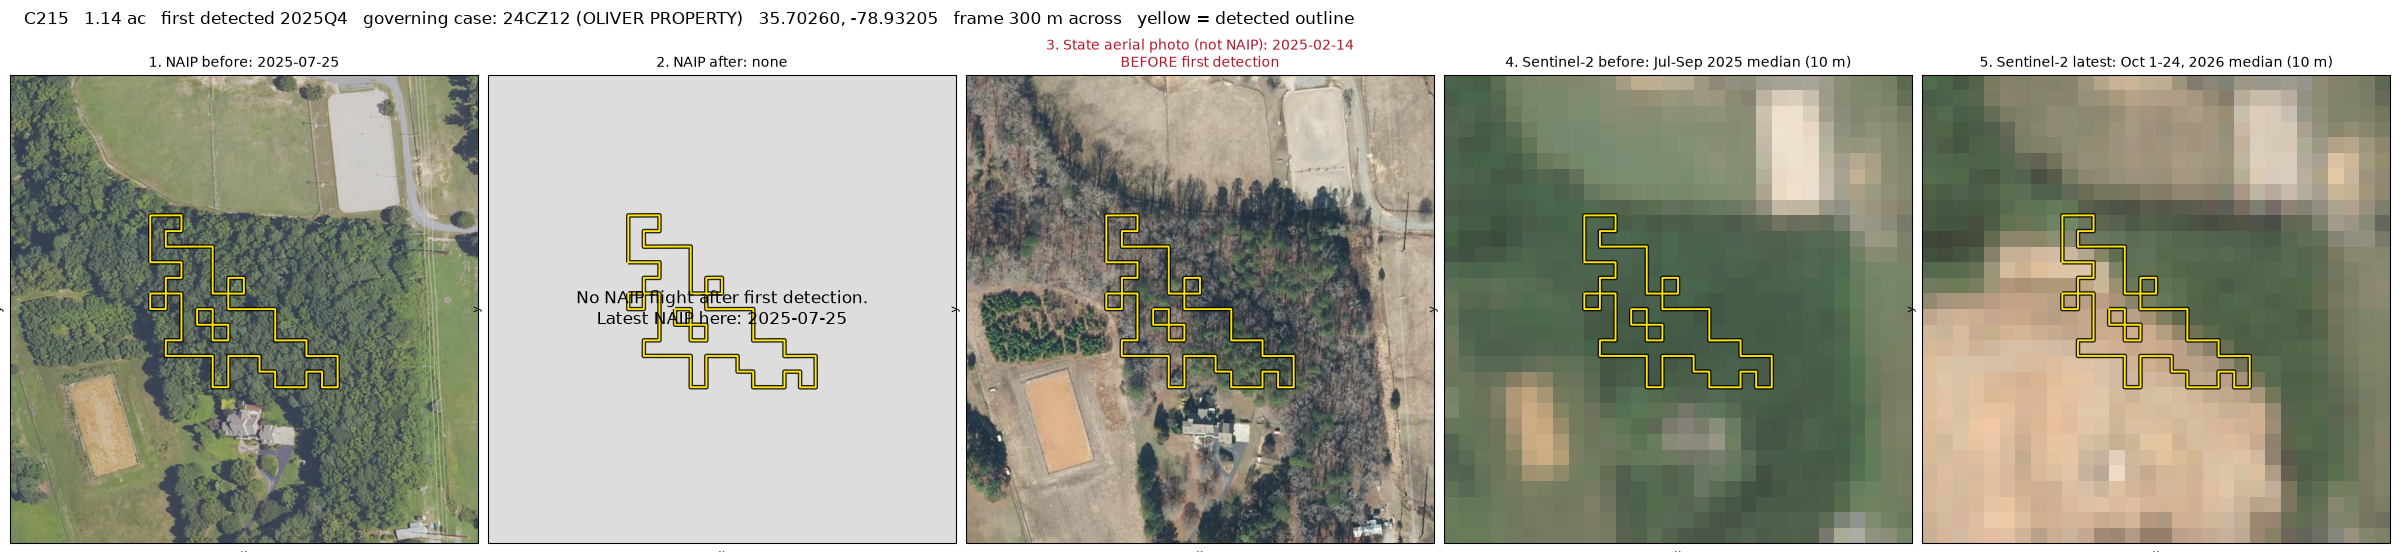 C215   1.14 ac   first detected 2025Q4   governing case: 24CZ12 (OLIVER PROPERTY)   35.70260, -78.93205   frame 300 m across   yellow = detected outline
1. NAIP before: 2025-07-25
2. NAIP after: none
3. State aerial photo (not NAIP): 2025-02-14
BEFORE first detection
4. Sentinel-2 before: Jul-Sep 2025 median (10 m)
5. Sentinel-2 latest: Oct 1-24, 2026 median (10 m)
No NAIP flight after first detection.
Latest NAIP here: 2025-07-25